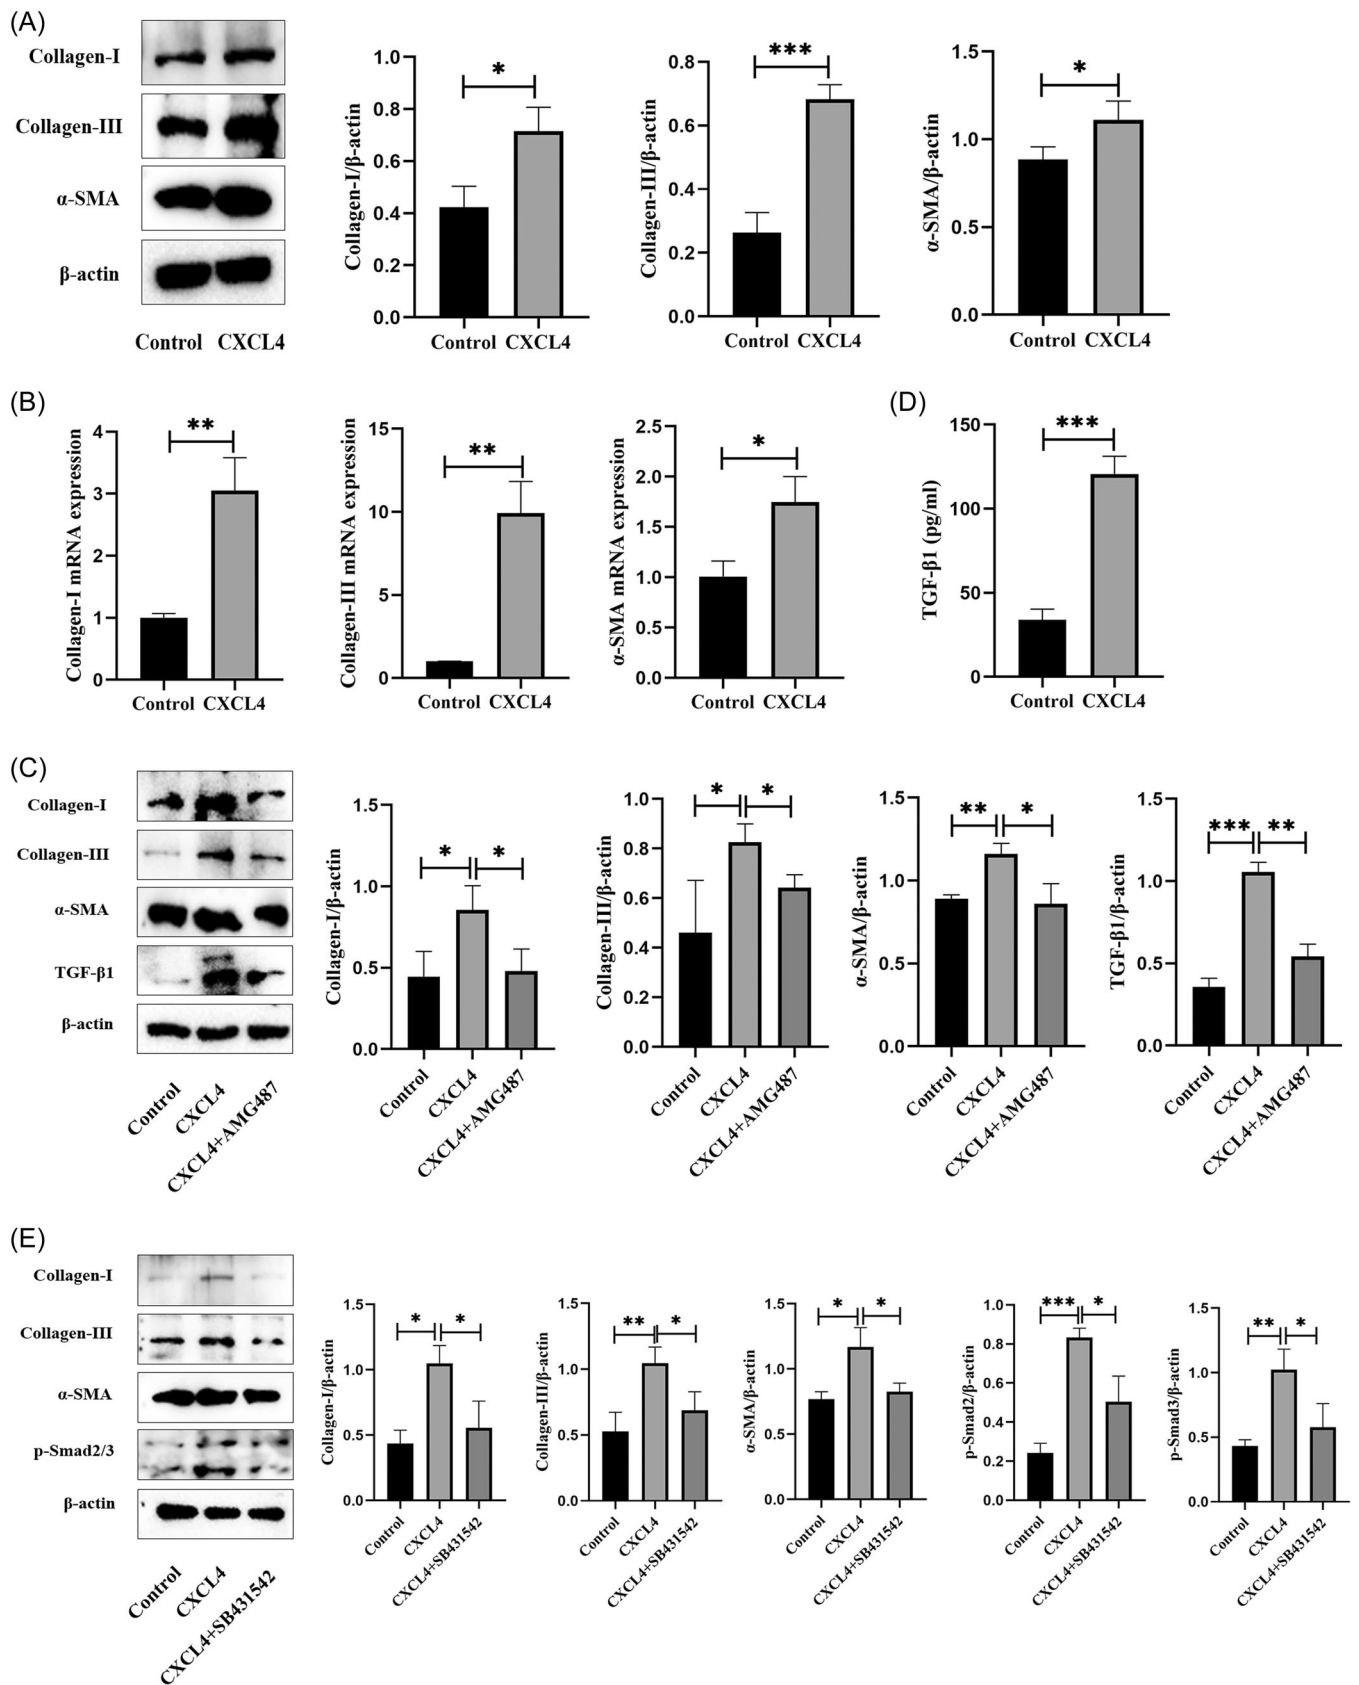 (A)
Collagen-I
Collagen-III
α-SMA
β-actin
Control CXCL4
Collagen-I/β-actin
1.0
0.8
0.6
0.4
0.2
0.0
*
Control CXCL4
Collagen-III/β-actin
0.8
0.6
0.4
0.2
0.0
***
Control CXCL4
α-SMA/β-actin
1.5
1.0
0.5
0.0
*
Control CXCL4
(B)
Collagen-I mRNA expression
4
3
2
1
0
**
Control CXCL4
Collagen-III mRNA expression
15
10
5
0
**
Control CXCL4
α-SMA mRNA expression
2.5
2.0
1.5
1.0
0.5
0.0
*
Control CXCL4
(D)
TGF-β1 (pg/ml)
150
100
50
0
***
Control CXCL4
(C)
Collagen-I
Collagen-III
α-SMA
TGF-β1
β-actin
Control
CXCL4
CXCL4+AMG487
Collagen-I/β-actin
1.5
1.0
0.5
0.0
* *
Control
CXCL4
CXCL4+AMG487
Collagen-III/β-actin
1.0
0.8
0.6
0.4
0.2
0.0
* *
Control
CXCL4
CXCL4+AMG487
α-SMA/β-actin
1.5
1.0
0.5
0.0
** *
Control
CXCL4
CXCL4+AMG487
TGF-β1/β-actin
1.5
1.0
0.5
0.0
*** **
Control
CXCL4
CXCL4+AMG487
(E)
Collagen-I
Collagen-III
α-SMA
p-Smad2/3
β-actin
Control
CXCL4
CXCL4+SB431542
Collagen-I/β-actin
1.5
1.0
0.5
0.0
* *
Control
CXCL4
CXCL4+SB431542
Collagen-III/β-actin
1.5
1.0
0.5
0.0
** *
Control
CXCL4
CXCL4+SB431542
α-SMA/β-actin
1.5
1.0
0.5
0.0
* *
Control
CXCL4
CXCL4+SB431542
p-Smad2/β-actin
1.0
0.8
0.6
0.4
0.2
0.0
*** *
Control
CXCL4
CXCL4+SB431542
p-Smad3/β-actin
1.5
1.0
0.5
0.0
** *
Control
CXCL4
CXCL4+SB431542